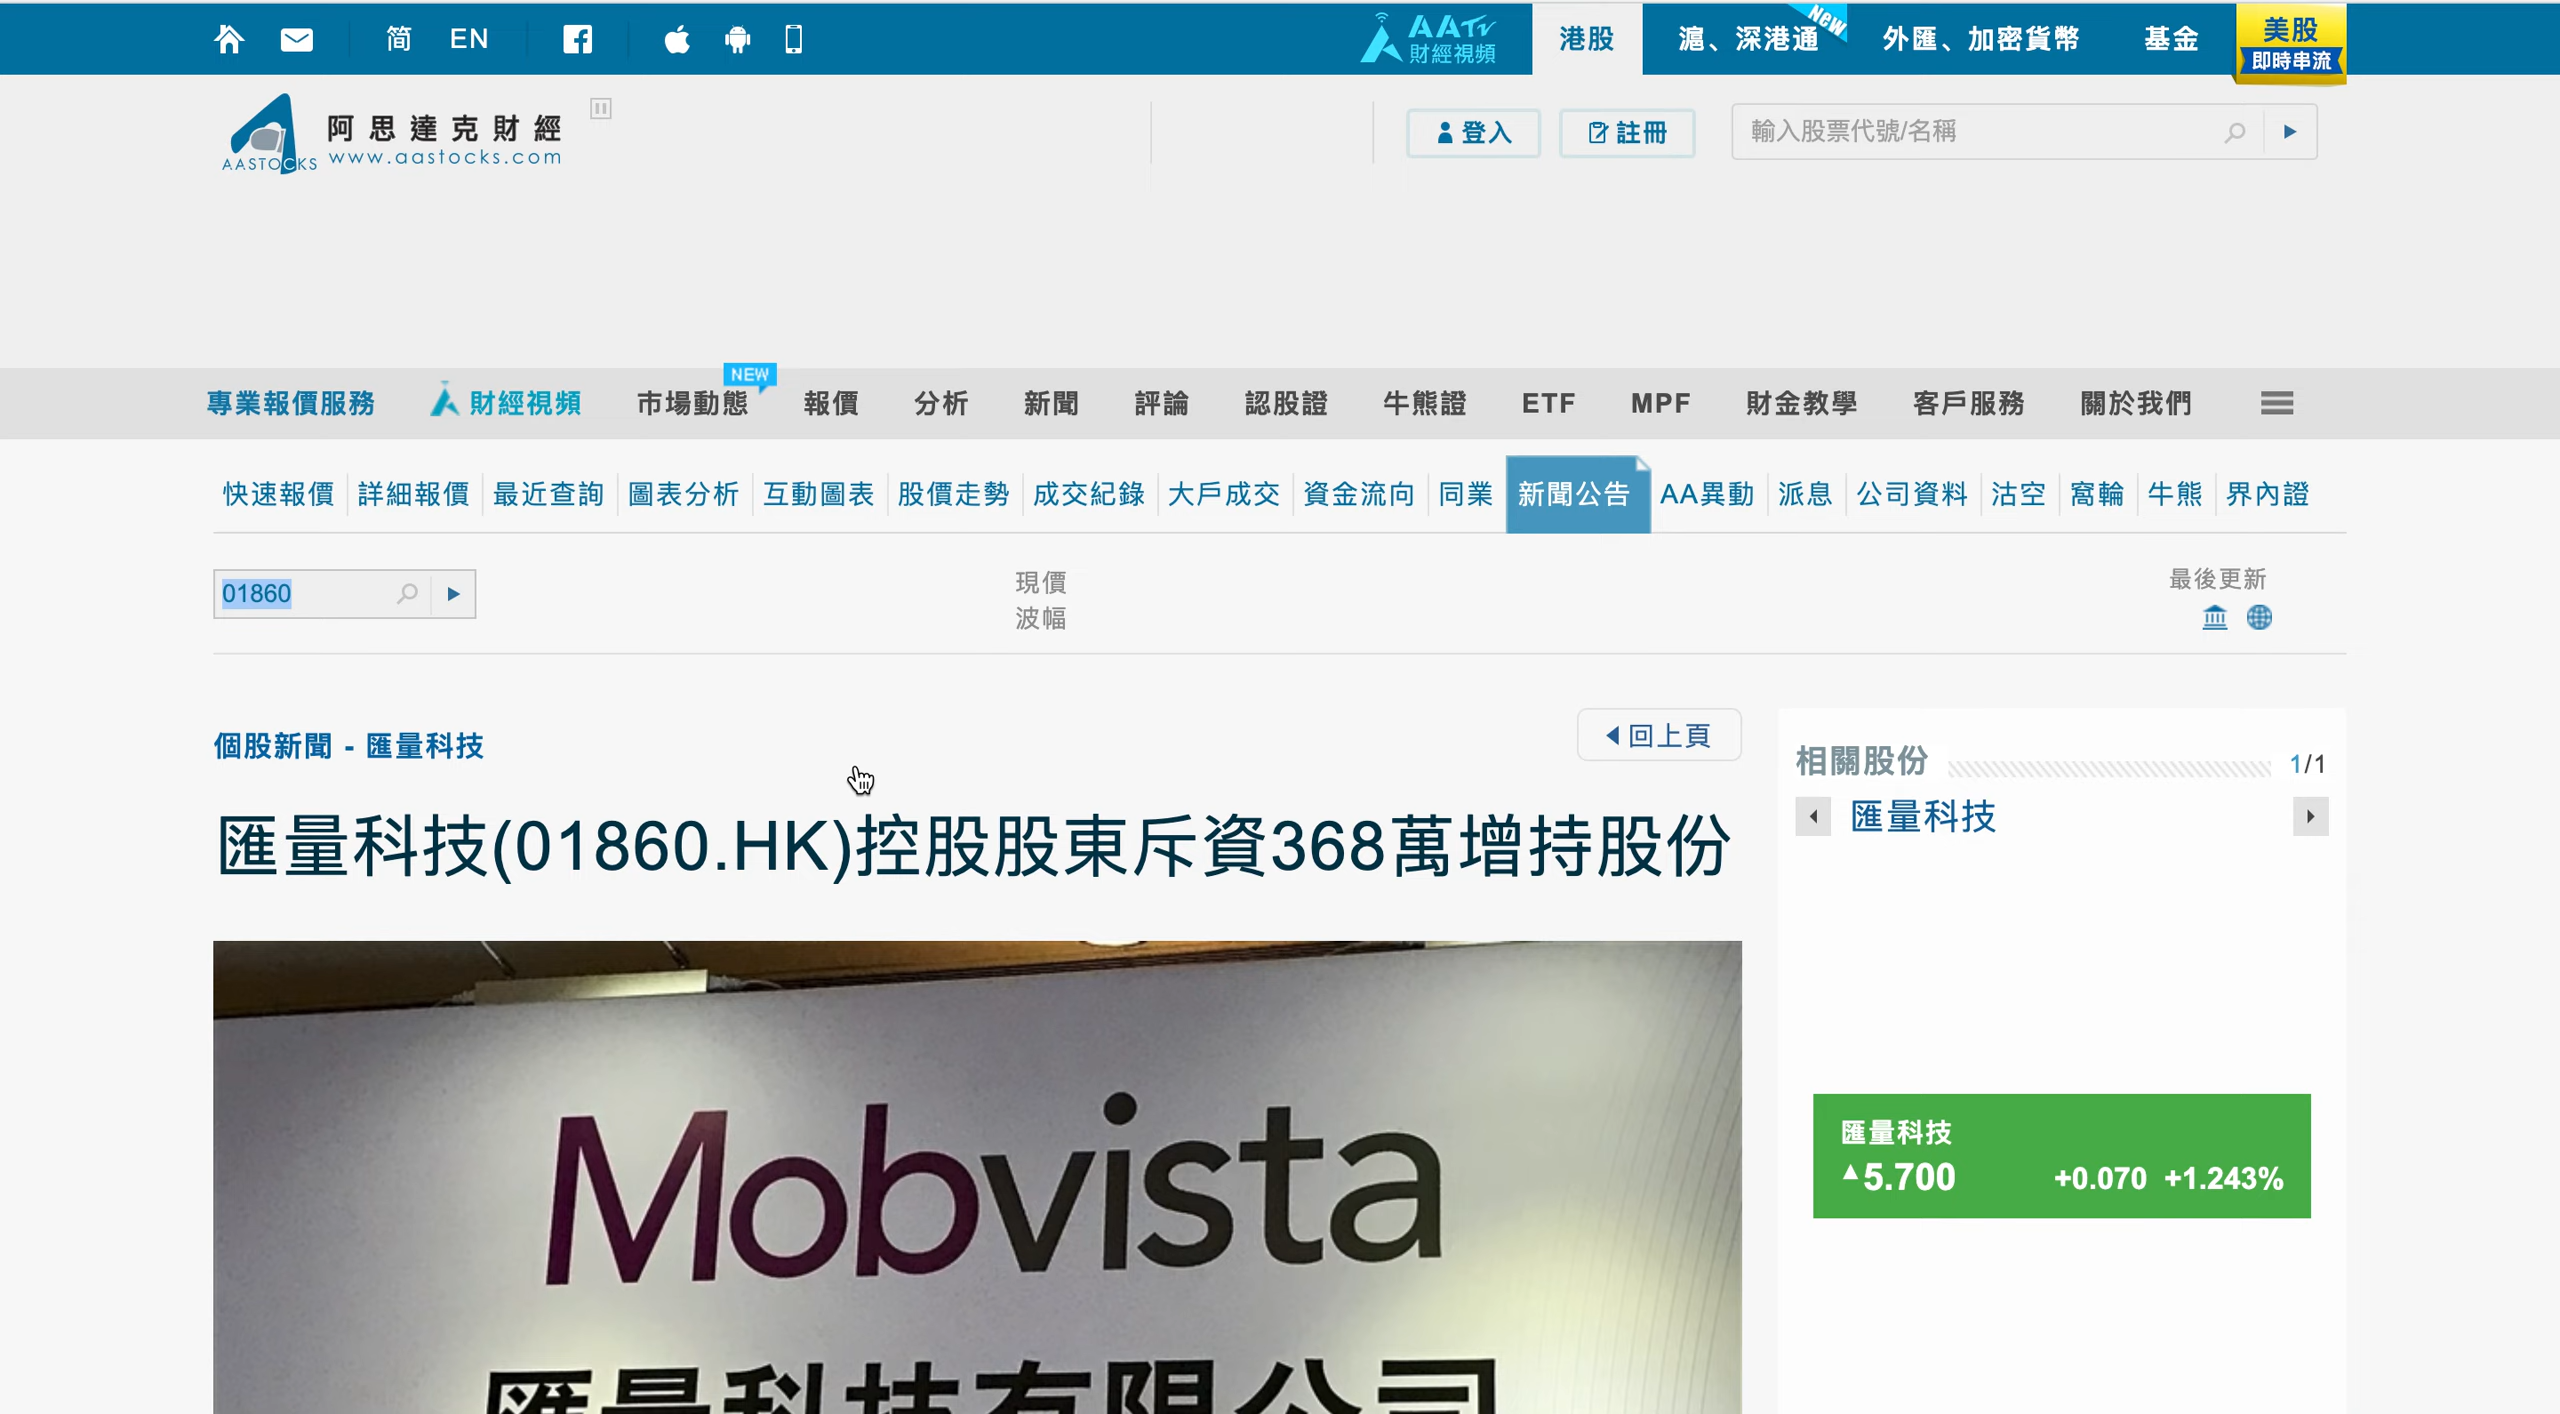 简 EN
AATV 財經視頻
港股 滬、深港通 New 外匯、加密貨幣 基金 美股 即時串流
AASTOCKS
阿思達克財經
www.aastocks.com
登入 註冊 輸入股票代號/名稱
專業報價服務 財經視頻 市場動態 NEW 報價 分析 新聞 評論 認股證 牛熊證 ETF MPF 財金教學 客戶服務 關於我們
快速報價 詳細報價 最近查詢 圖表分析 互動圖表 股價走勢 成交紀錄 大戶成交 資金流向 同業 新聞公告 AA異動 派息 公司資料 沽空 窩輪 牛熊 界內證
01860
現價
波幅
最後更新
個股新聞 - 匯量科技
回上頁
匯量科技(01860.HK)控股股東斥資368萬增持股份
Mobvista
匯量科技有限公司
相關股份 1/1
匯量科技
匯量科技
▲5.700 +0.070 +1.243%